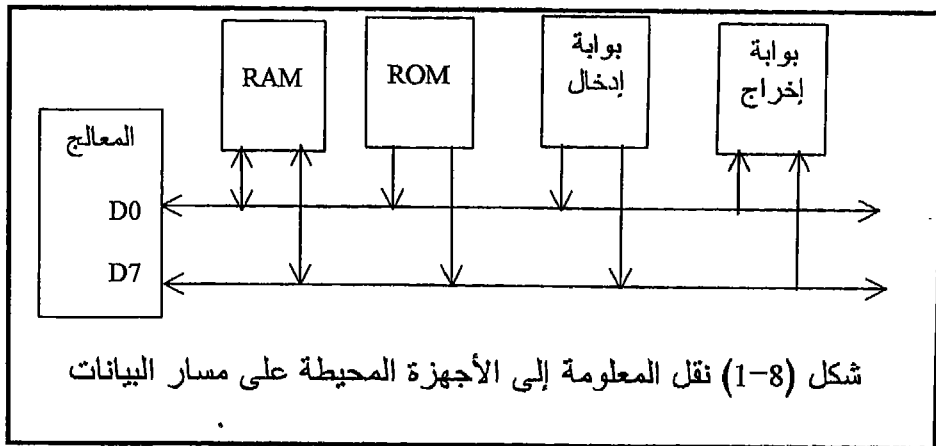 RAM
ROM
بوابة
إدخال
بوابة
إخراج
المعالج
D0
D7
شكل (8-1) نقل المعلومة إلى الأجهزة المحيطة على مسار البيانات